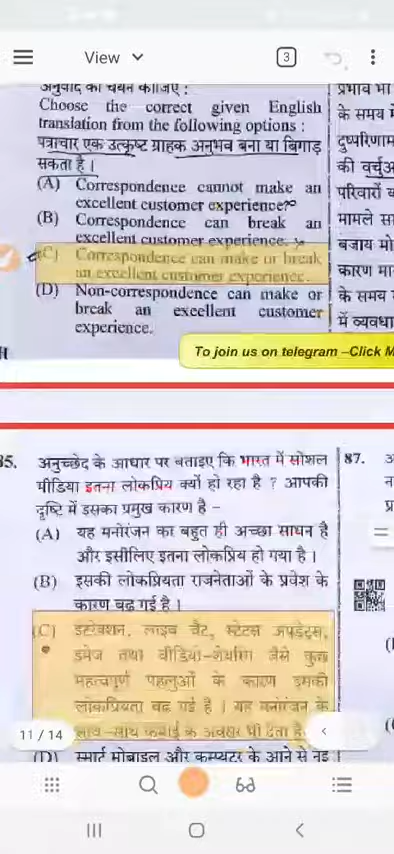 View
3
अनुवाद का चयन कीजिए :
Choose the correct given English
translation from the following options :
पत्राचार एक उत्कृष्ट ग्राहक अनुभव बना या बिगाड़
सकता है ।
(A) Correspondence cannot make an
excellent customer experience.
(B) Correspondence can break an
excellent customer experience.
(C) Correspondence can make or break
an excellent customer experience.
(D) Non-correspondence can make or
break an excellent customer
experience.
प्रभाव भी
के समय में
दुष्परिणाम
की वर्चुअ
परिवारों क
मामले सा
बजाय मो
कारण मा
के समय
में व्यवधा
To join us on telegram –Click M
35. अनुच्छेद के आधार पर बताइए कि भारत में सोशल
मीडिया इतना लोकप्रिय क्यों हो रहा है ? आपकी
दृष्टि में इसका प्रमुख कारण है –
(A) यह मनोरंजन का बहुत ही अच्छा साधन है
और इसीलिए इतना लोकप्रिय हो गया है ।
(B) इसकी लोकप्रियता राजनेताओं के प्रवेश के
कारण बढ़ गई है ।
(C) इंटरेक्शन, लाइव चैट, स्टेटस अपडेट्स,
इमेज तथा वीडियो-शेयरिंग जैसे कुछ
महत्वपूर्ण पहलुओं के कारण इसकी
लोकप्रियता बढ़ गई है । यह मनोरंजन के
साथ-साथ कमाई के अवसर भी देता है
(D) स्मार्ट मोबाइल और कम्प्यूटर के आने से नई
87.
11 / 14